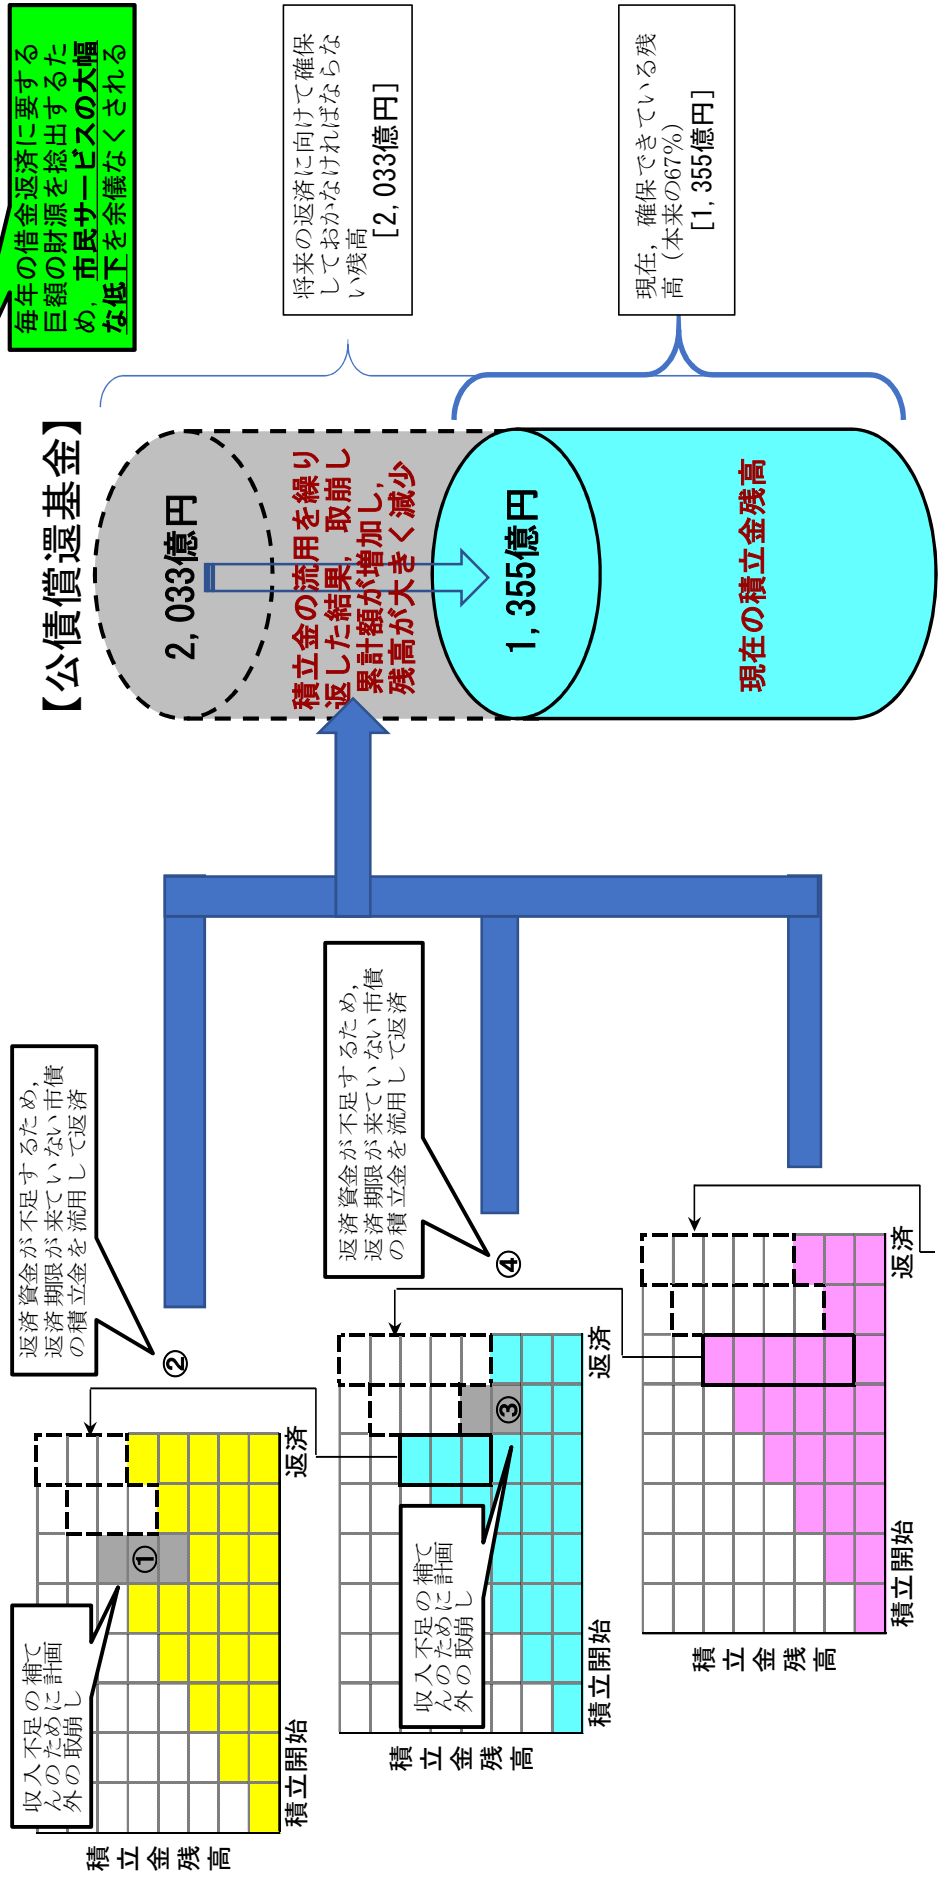 収入不足の補て
んのために計画
外の取崩し
返済資金が不足するため，
返済期限が来ていない市債
の積立金を流用して返済
①
②
積立金残高
積立開始
返済
収入不足の補て
んのために計画
外の取崩し
返済資金が不足するため，
返済期限が来ていない市債
の積立金を流用して返済
③
④
積立金残高
積立開始
返済
積立金残高
積立開始
返済
【公債償還基金】
2,033億円
積立金の流用を繰り
返した結果，取崩し
累計額が増加し，
残高が大きく減少
1,355億円
現在の積立金残高
毎年の借金返済に要する
巨額の財源を捻出するた
め，市民サービスの大幅
な低下を余儀なくされる
将来の返済に向けて確保
しておかなければならな
い残高
[2,033億円]
現在，確保できている残
高（本来の67%）
[1,355億円]